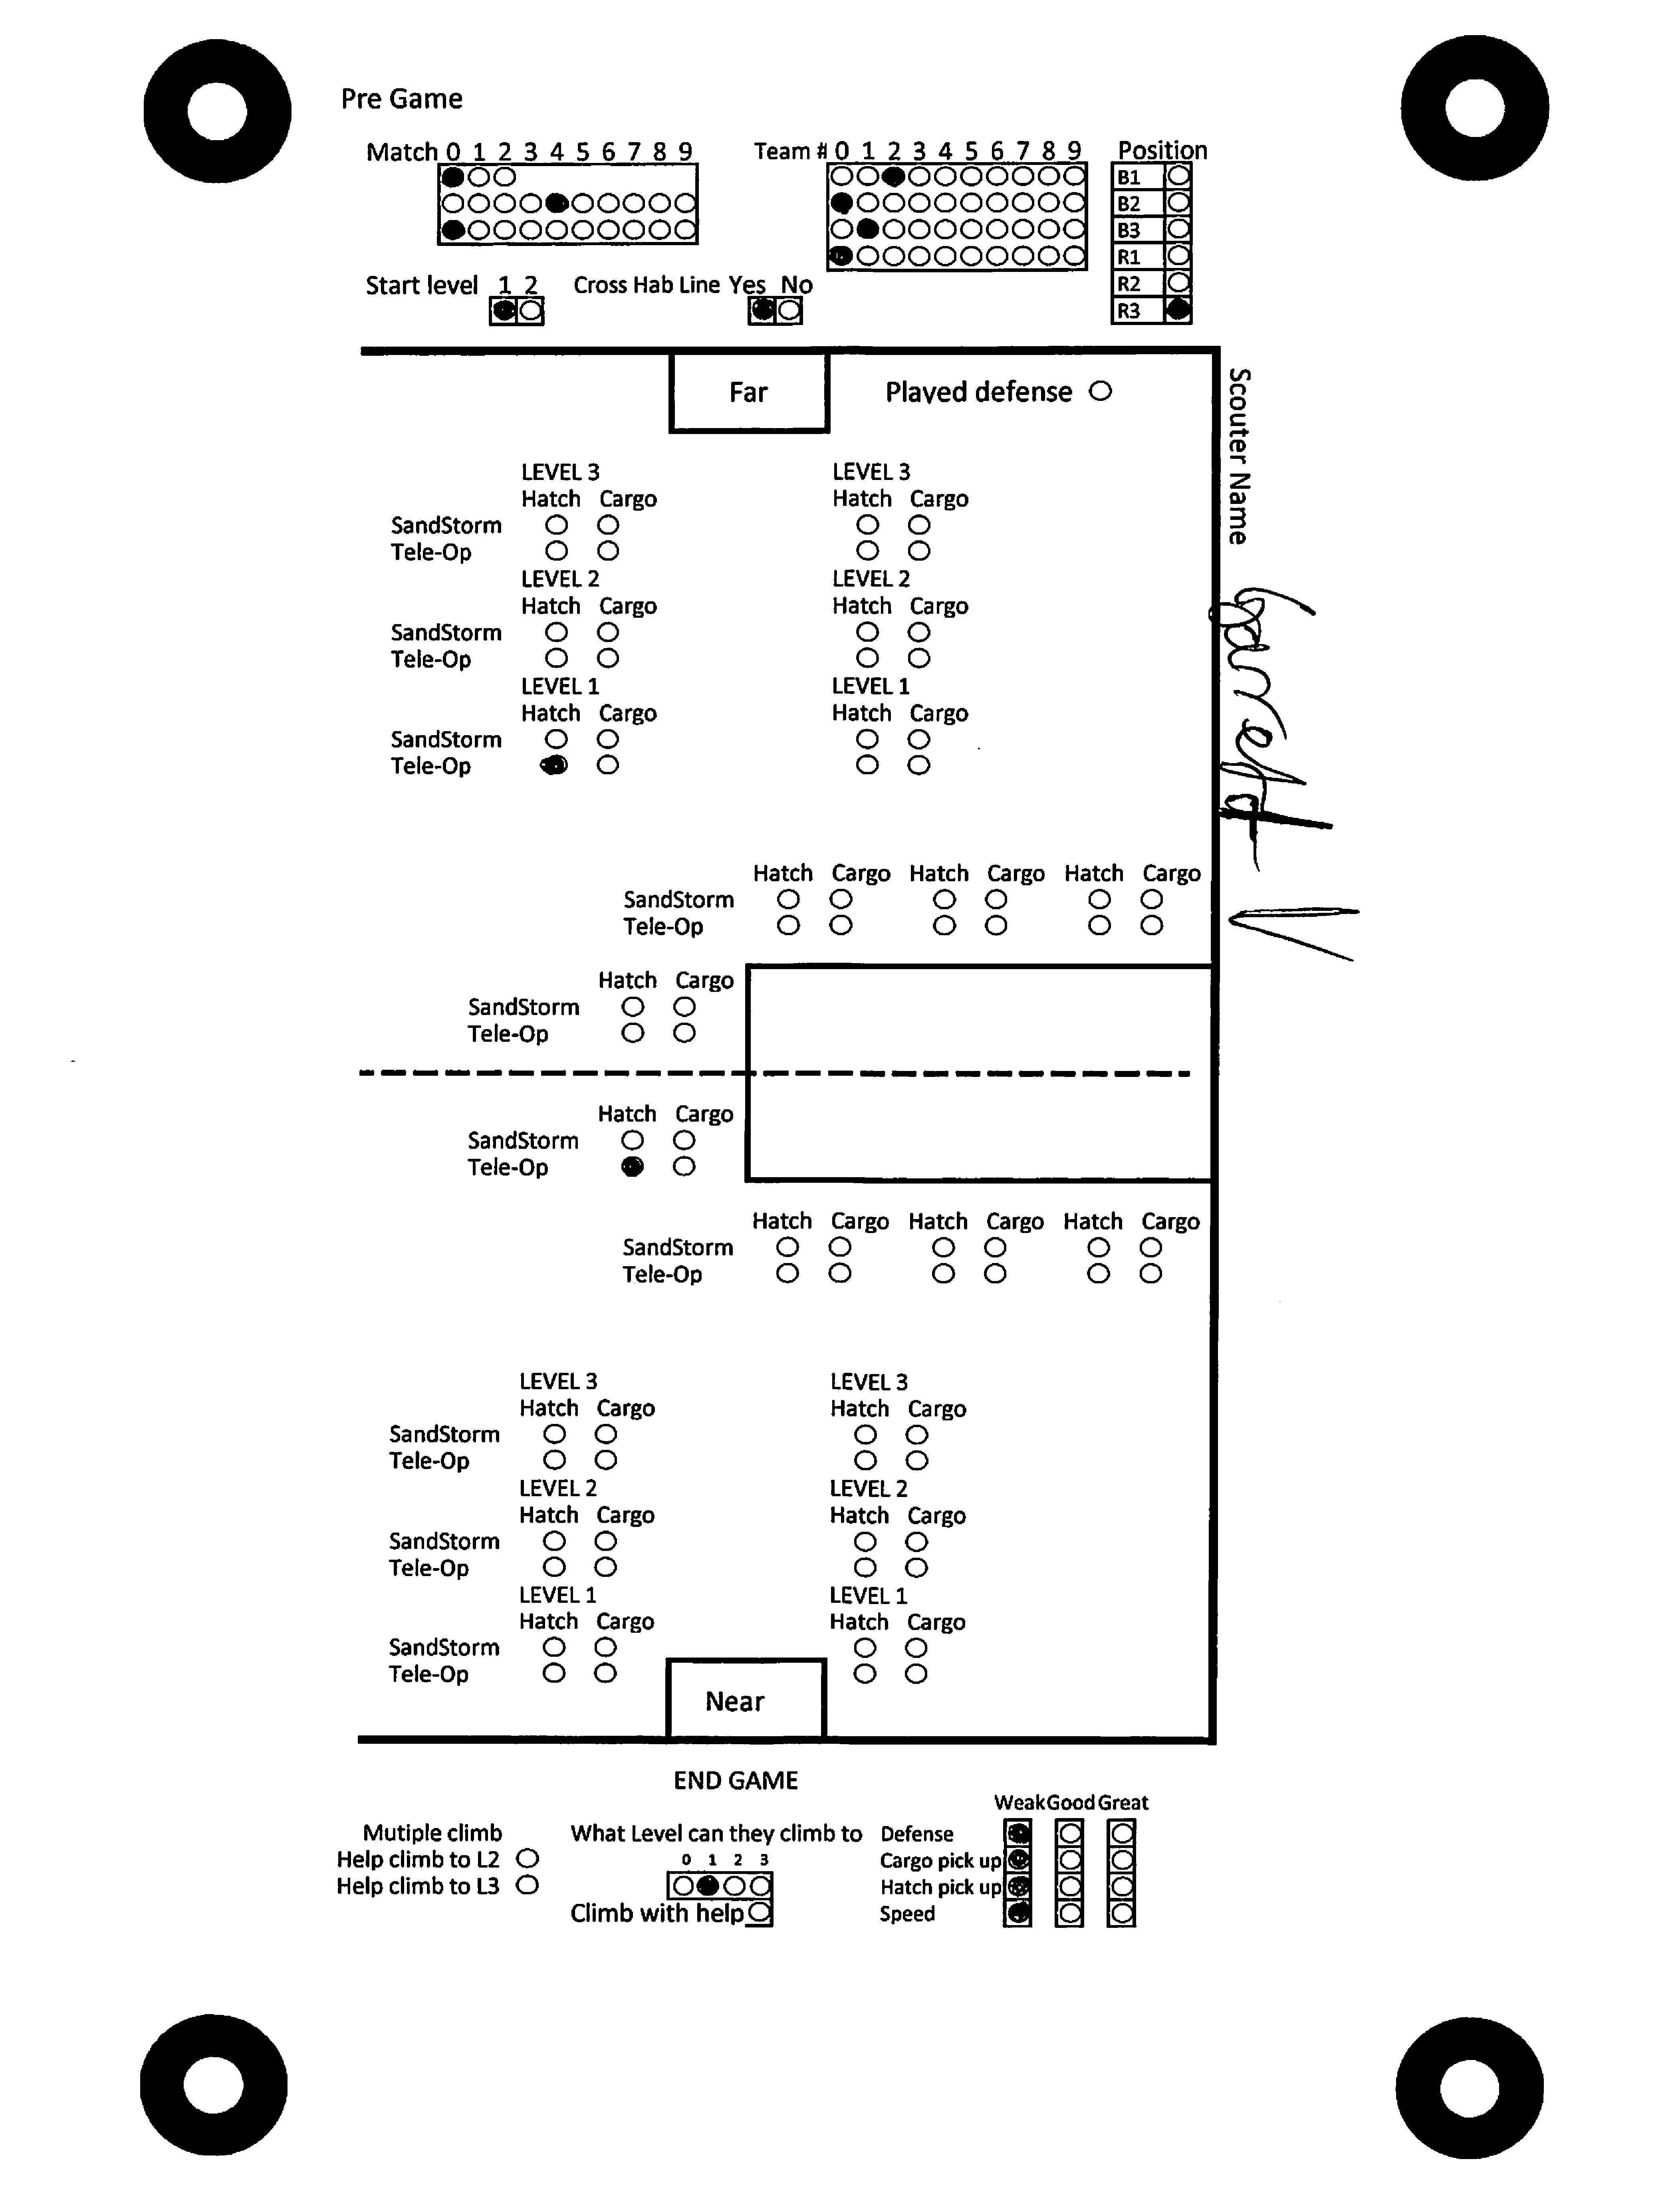 Pre Game
Match 0 1 2 3 4 5 6 7 8 9
Team # 0 1 2 3 4 5 6 7 8 9
Position
B1
B2
B3
R1
R2
R3
Start level 1 2
Cross Hab Line Yes No
Far
Played defense
Scouter Name
LEVEL 3 LEVEL 3
Hatch Cargo Hatch Cargo
SandStorm
Tele-Op
LEVEL 2 LEVEL 2
Hatch Cargo Hatch Cargo
SandStorm
Tele-Op
LEVEL 1 LEVEL 1
Hatch Cargo Hatch Cargo
SandStorm
Tele-Op
Hatch Cargo Hatch Cargo Hatch Cargo
SandStorm
Tele-Op
Hatch Cargo
SandStorm
Tele-Op
Hatch Cargo
SandStorm
Tele-Op
Hatch Cargo Hatch Cargo Hatch Cargo
SandStorm
Tele-Op
LEVEL 3 LEVEL 3
Hatch Cargo Hatch Cargo
SandStorm
Tele-Op
LEVEL 2 LEVEL 2
Hatch Cargo Hatch Cargo
SandStorm
Tele-Op
LEVEL 1 LEVEL 1
Hatch Cargo Hatch Cargo
SandStorm
Tele-Op
Near
END GAME
Mutiple climb
Help climb to L2
Help climb to L3
What Level can they climb to
0 1 2 3
Climb with help
Weak Good Great
Defense
Cargo pick up
Hatch pick up
Speed